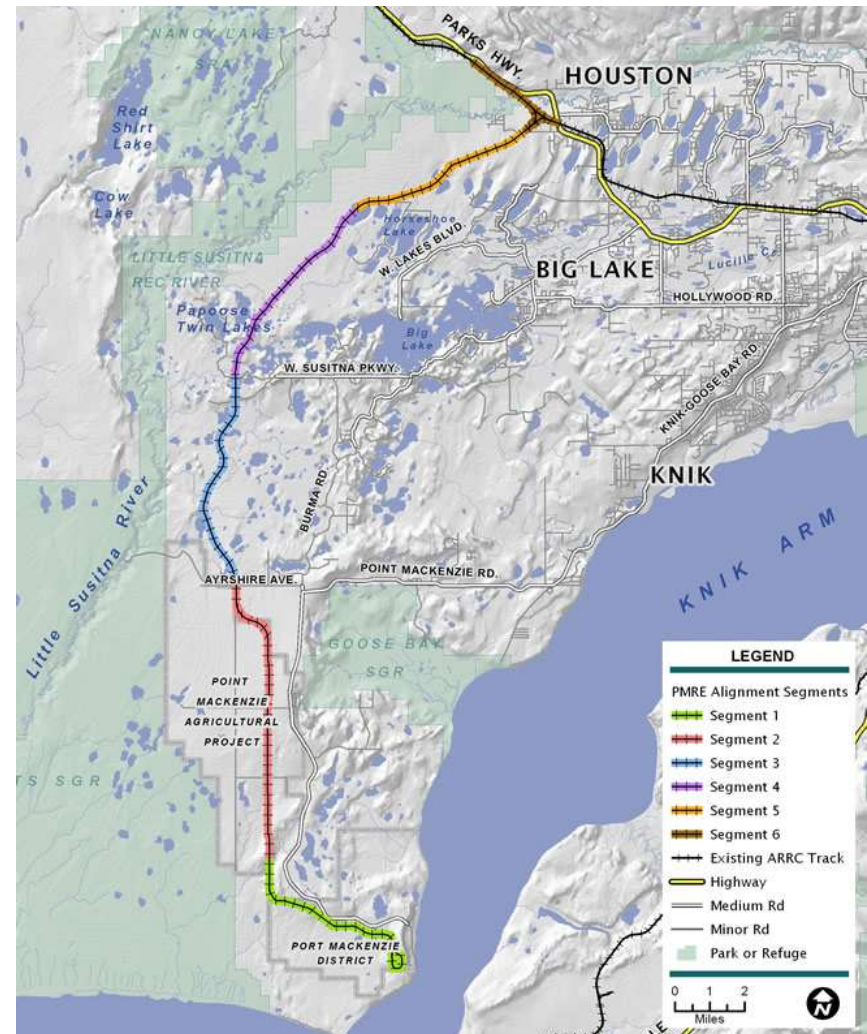 PARKS HWY.
NANCY LAKE
SRA
HOUSTON
Red
Shirt
Lake
Cow
Lake
Horseshoe
Lake
W. LAKES BLVD.
LITTLE SUSITNA
REC RIVER
BIG LAKE
Lucille Cr
HOLLYWOOD RD.
Papoose
Twin Lakes
Big
Lake
W. SUSITNA PKWY.
KNIK-GOOSE BAY RD.
KNIK
BURMA RD.
Little Susitna River
AYRSHIRE AVE.
POINT MACKENZIE RD.
KNIK ARM
GOOSE BAY
SGR
POINT
MACKENZIE
AGRICULTURAL
PROJECT
TS SGR
PORT MACKENZIE
DISTRICT
LEGEND
PMRE Alignment Segments
Segment 1
Segment 2
Segment 3
Segment 4
Segment 5
Segment 6
Existing ARRC Track
Highway
Medium Rd
Minor Rd
Park or Refuge
0 1 2
Miles
N